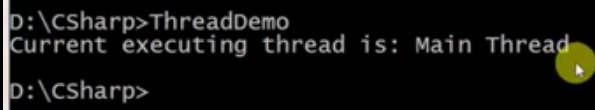 D:\CSharp>ThreadDemo
Current executing thread is: Main Thread
D:\CSharp>